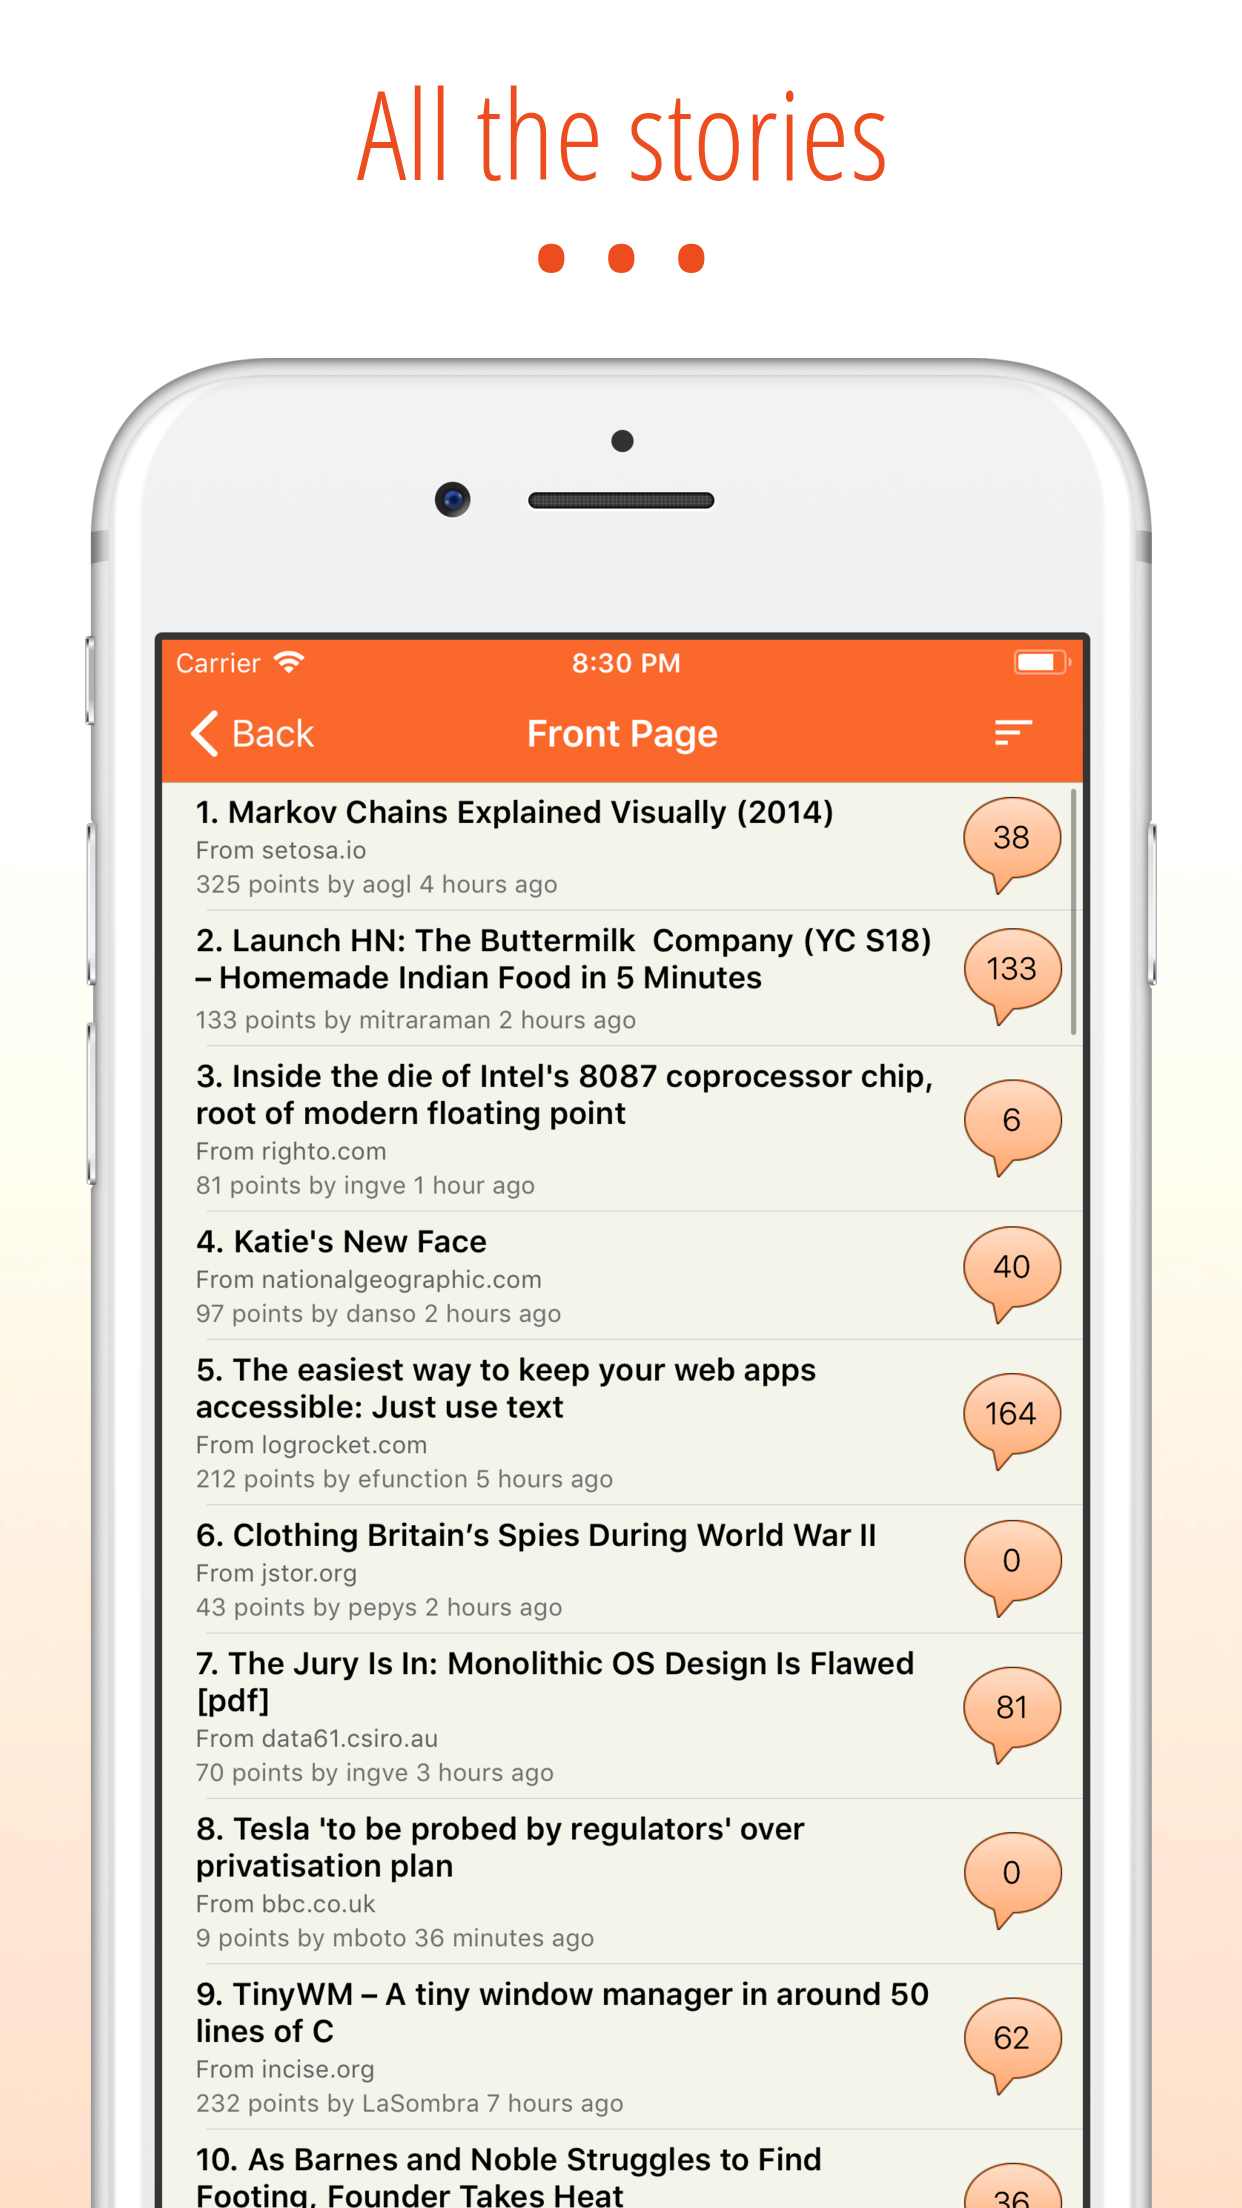 All the stories
• • •
Carrier 8:30 PM
Back Front Page
1. Markov Chains Explained Visually (2014)
From setosa.io
325 points by aogl 4 hours ago
38
2. Launch HN: The Buttermilk  Company (YC S18)
– Homemade Indian Food in 5 Minutes
133 points by mitraraman 2 hours ago
133
3. Inside the die of Intel's 8087 coprocessor chip,
root of modern floating point
From righto.com
81 points by ingve 1 hour ago
6
4. Katie's New Face
From nationalgeographic.com
97 points by danso 2 hours ago
40
5. The easiest way to keep your web apps
accessible: Just use text
From logrocket.com
212 points by efunction 5 hours ago
164
6. Clothing Britain’s Spies During World War II
From jstor.org
43 points by pepys 2 hours ago
0
7. The Jury Is In: Monolithic OS Design Is Flawed
[pdf]
From data61.csiro.au
70 points by ingve 3 hours ago
81
8. Tesla 'to be probed by regulators' over
privatisation plan
From bbc.co.uk
9 points by mboto 36 minutes ago
0
9. TinyWM – A tiny window manager in around 50
lines of C
From incise.org
232 points by LaSombra 7 hours ago
62
10. As Barnes and Noble Struggles to Find
Footing, Founder Takes Heat
36